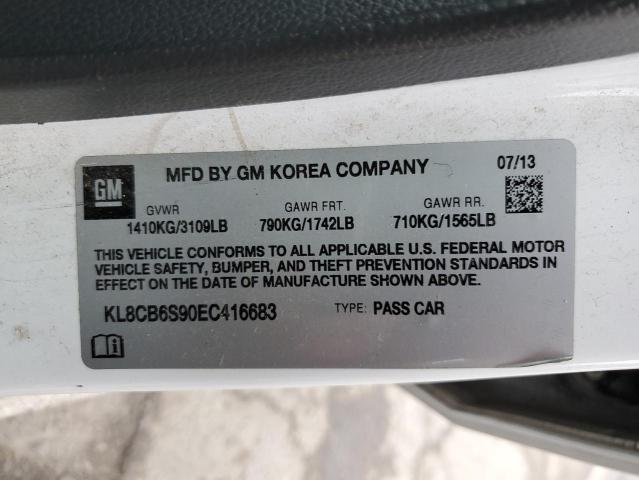 GM
MFD BY GM KOREA COMPANY 07/13
GVWR GAWR FRT. GAWR RR.
1410KG/3109LB 790KG/1742LB 710KG/1565LB
THIS VEHICLE CONFORMS TO ALL APPLICABLE U.S. FEDERAL MOTOR
VEHICLE SAFETY, BUMPER, AND THEFT PREVENTION STANDARDS IN
EFFECT ON THE DATE OF MANUFACTURE SHOWN ABOVE.
KL8CB6S90EC416683 TYPE: PASS CAR